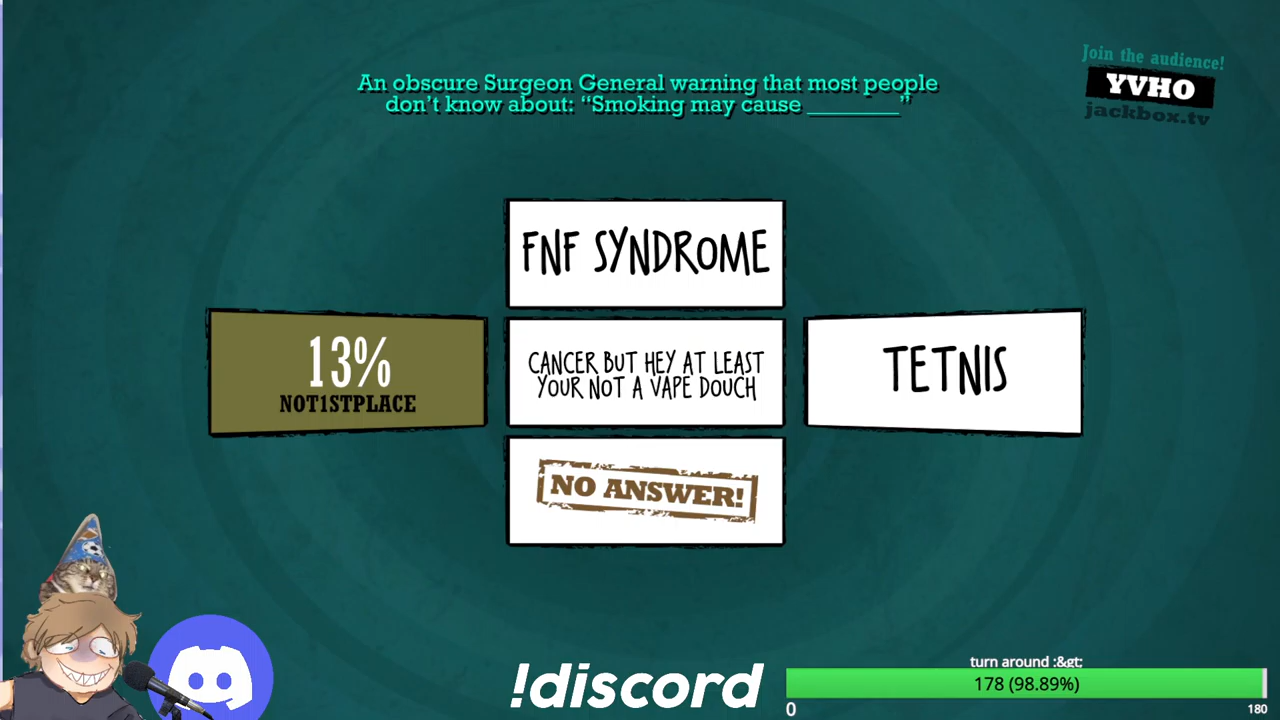 An obscure Surgeon General warning that most people
don't know about: “Smoking may cause ________”
Join the audience!
YVHO
jackbox.tv
FNF SYNDROME
13%
NOT1STPLACE
CANCER BUT HEY AT LEAST
YOUR NOT A VAPE DOUCH
TETNIS
NO ANSWER!
!discord
turn around :&gt;
178 (98.89%)
0
180